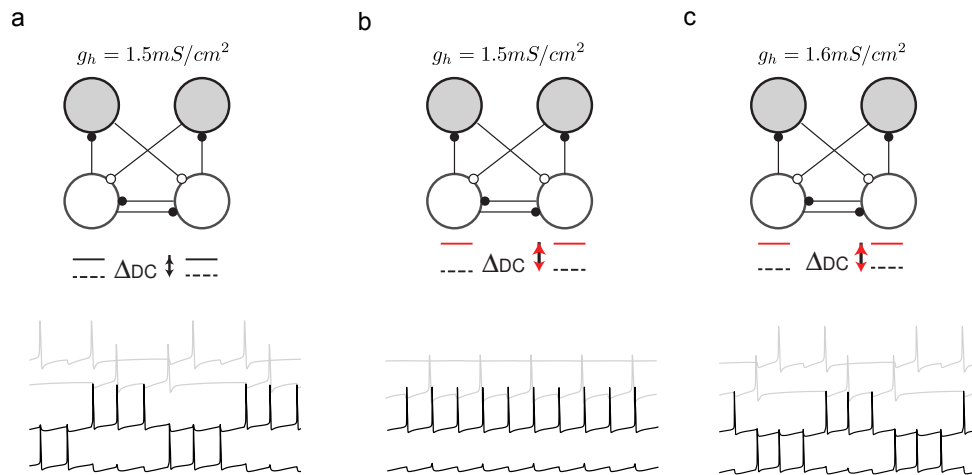 a
b
c
g_h = 1.5mS/cm^2
g_h = 1.5mS/cm^2
g_h = 1.6mS/cm^2
ΔDC
ΔDC
ΔDC